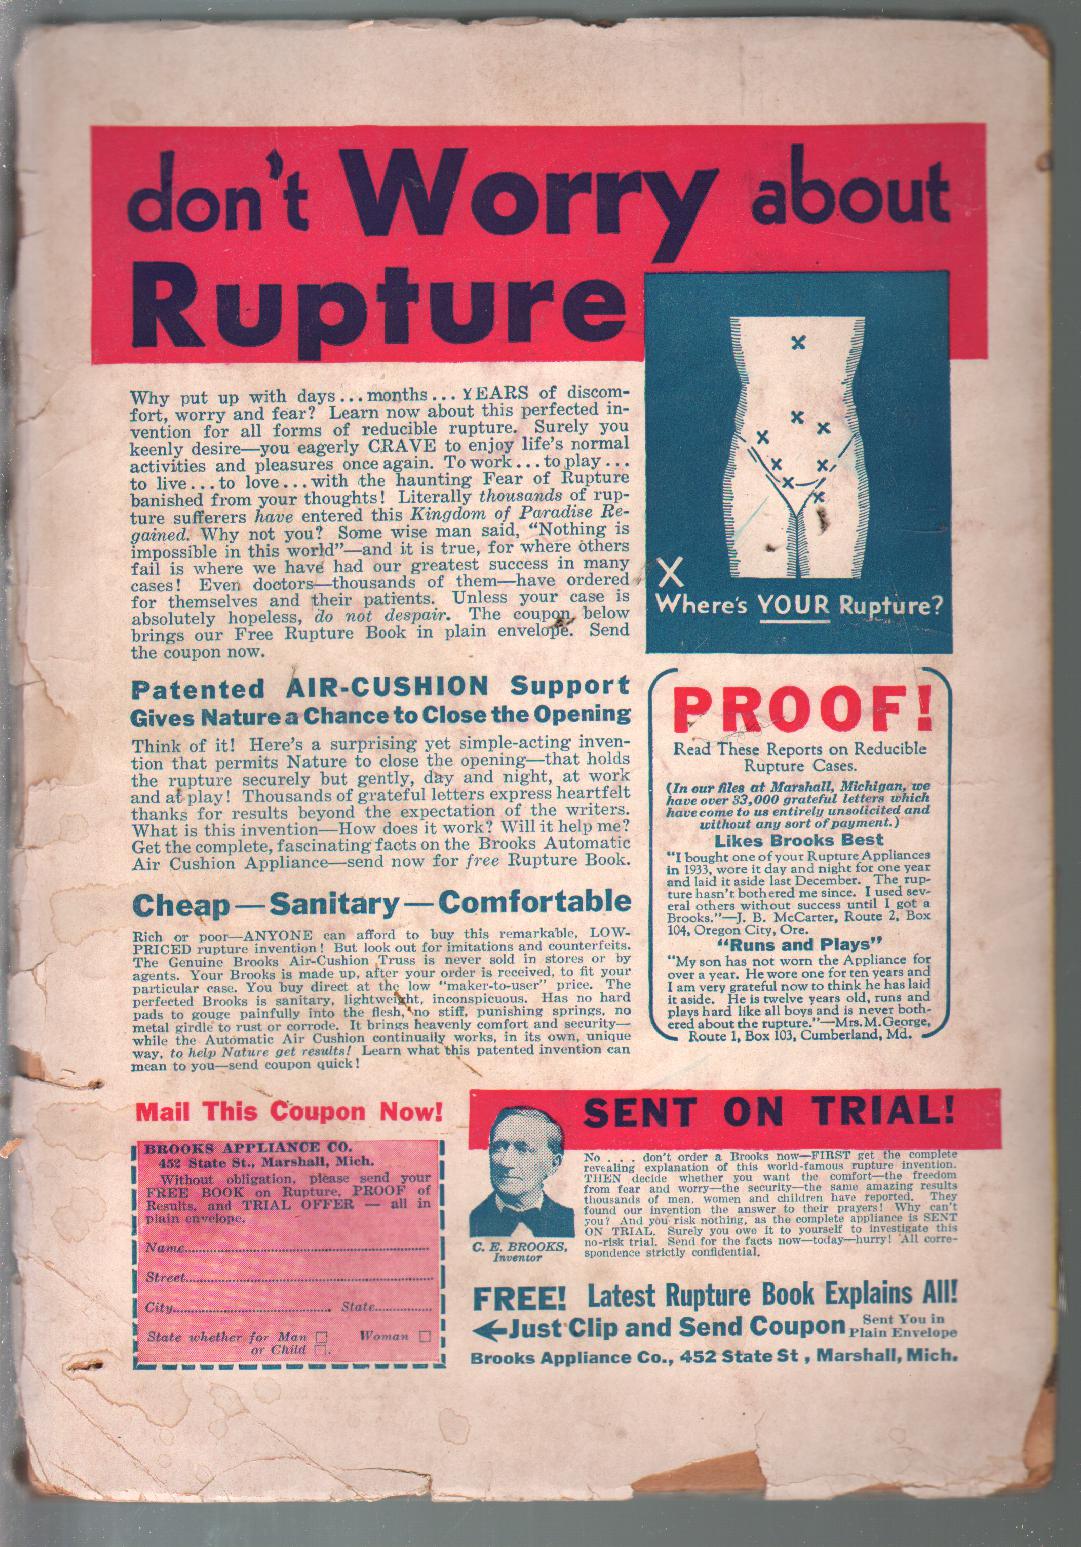 don't Worry about
Rupture
Why put up with days...months...YEARS of discom-
fort, worry and fear? Learn now about this perfected in-
vention for all forms of reducible rupture. Surely you
keenly desire—you eagerly CRAVE to enjoy life's normal
activities and pleasures once again. To work...to play...
to live...to love...with the haunting Fear of Rupture
banished from your thoughts! Literally thousands of rup-
ture sufferers have entered this Kingdom of Paradise Re-
gained. Why not you? Some wise man said, "Nothing is
impossible in this world"—and it is true, for where others
fail is where we have had our greatest success in many
cases! Even doctors—thousands of them—have ordered
for themselves and their patients. Unless your case is
absolutely hopeless, do not despair. The coupon below
brings our Free Rupture Book in plain envelope. Send
the coupon now.
X
Where's YOUR Rupture?
Patented AIR-CUSHION Support
Gives Nature a Chance to Close the Opening
Think of it! Here's a surprising yet simple-acting inven-
tion that permits Nature to close the opening—that holds
the rupture securely but gently, day and night, at work
and at play! Thousands of grateful letters express heartfelt
thanks for results beyond the expectation of the writers.
What is this invention—How does it work? Will it help me?
Get the complete, fascinating facts on the Brooks Automatic
Air Cushion Appliance—send now for free Rupture Book.
Cheap—Sanitary—Comfortable
Rich or poor—ANYONE can afford to buy this remarkable, LOW-
PRICED rupture invention! But look out for imitations and counterfeits.
The Genuine Brooks Air-Cushion Truss is never sold in stores or by
agents. Your Brooks is made up, after your order is received, to fit your
particular case. You buy direct at the low "maker-to-user" price. The
perfected Brooks is sanitary, lightweight, inconspicuous. Has no hard
pads to gouge painfully into the flesh, no stiff, punishing springs, no
metal girdle to rust or corrode. It brings heavenly comfort and security—
while the Automatic Air Cushion continually works, in its own, unique
way, to help Nature get results! Learn what this patented invention can
mean to you—send coupon quick!
PROOF!
Read These Reports on Reducible
Rupture Cases.
(In our files at Marshall, Michigan, we
have over 33,000 grateful letters which
have come to us entirely unsolicited and
without any sort of payment.)
Likes Brooks Best
"I bought one of your Rupture Appliances
in 1933, wore it day and night for one year
and laid it aside last December. The rup-
ture hasn't bothered me since. I used sev-
eral others without success until I got a
Brooks."—J. B. McCarter, Route 2, Box
104, Oregon City, Ore.
"Runs and Plays"
"My son has not worn the Appliance for
over a year. He wore one for ten years and
I am very grateful now to think he has laid
it aside. He is twelve years old, runs and
plays hard like all boys and is never both-
ered about the rupture."—Mrs. M. George,
Route 1, Box 103, Cumberland, Md.
Mail This Coupon Now!
BROOKS APPLIANCE CO.
452 State St., Marshall, Mich.
Without obligation, please send your
FREE BOOK on Rupture, PROOF of
Results, and TRIAL OFFER — all in
plain envelope.
Name
Street
City State
State whether for Man □ Woman □
or Child □.
SENT ON TRIAL!
No . . . don't order a Brooks now—FIRST get the complete
revealing explanation of this world-famous rupture invention.
THEN decide whether you want the comfort—the freedom
from fear and worry—the security—the same amazing results
thousands of men, women and children have reported. They
found our invention the answer to their prayers! Why can't
you? And you risk nothing, as the complete appliance is SENT
ON TRIAL. Surely you owe it to yourself to investigate this
no-risk trial. Send for the facts now—today—hurry! All corre-
spondence strictly confidential.
C. E. BROOKS,
Inventor
FREE! Latest Rupture Book Explains All!
Just Clip and Send Coupon Sent You in
Plain Envelope
Brooks Appliance Co., 452 State St., Marshall, Mich.